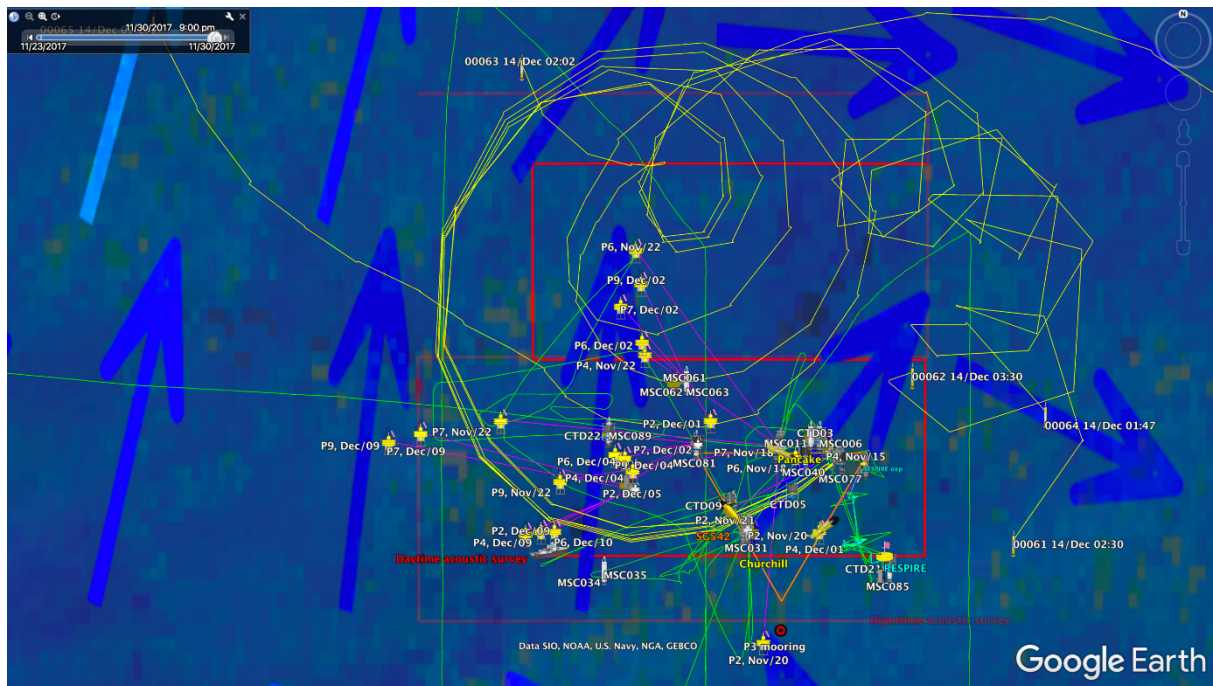 00065 14/Dec
11/30/2017 9:00 pm
11/23/2017
11/30/2017
N
00063 14/Dec 02:02
P6, Nov/22
P9, Dec/02
P7, Dec/02
P6, Dec/02
P4, Nov/22
MSC061
MSC062
MSC063
00062 14/Dec 03:30
00064 14/Dec 01:47
P7, Nov/22
P9, Dec/09
P7, Dec/09
CTD22
MSC089
P2, Dec/01
P7, Dec/02
MSC081
P6, Dec/04
P9, Dec/04
P4, Dec/04
P2, Dec/05
P9, Nov/22
CTD03
MSC011
MSC006
P7, Nov/18
Pancake
P4, Nov/15
P6, Nov/18
MSC040
MSC077
RESPIRE dep
CTD09
CTD05
P2, Nov/21
SG542
P2, Nov/20
MSC031
P4, Dec/01
Churchill
P2, Dec/09
P4, Dec/09
P6, Dec/10
Daytime acoustic survey
00061 14/Dec 02:30
MSC034
MSC035
CTD21
RESPIRE
MSC085
Nighttime acoustic survey
Data SIO, NOAA, U.S. Navy, NGA, GEBCO
P3 mooring
P2, Nov/20
Google Earth